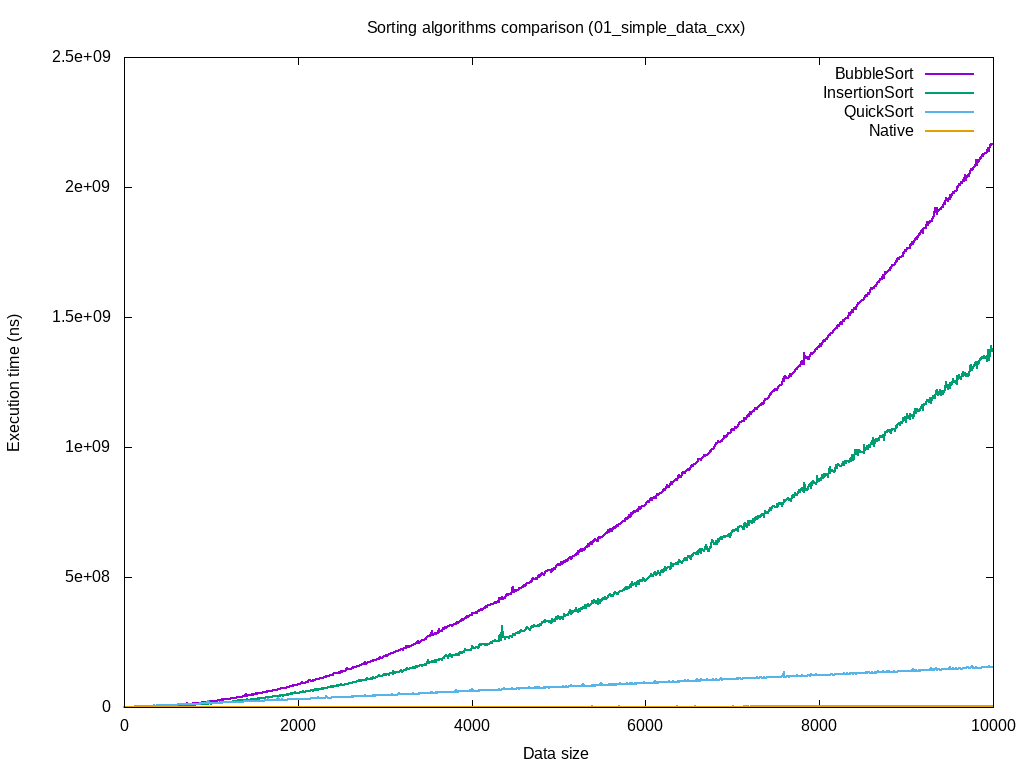 Sorting algorithms comparison (01_simple_data_cxx)
BubbleSort
InsertionSort
QuickSort
Native
2.5e+09
2e+09
1.5e+09
1e+09
5e+08
0
Execution time (ns)
0 2000 4000 6000 8000 10000
Data size